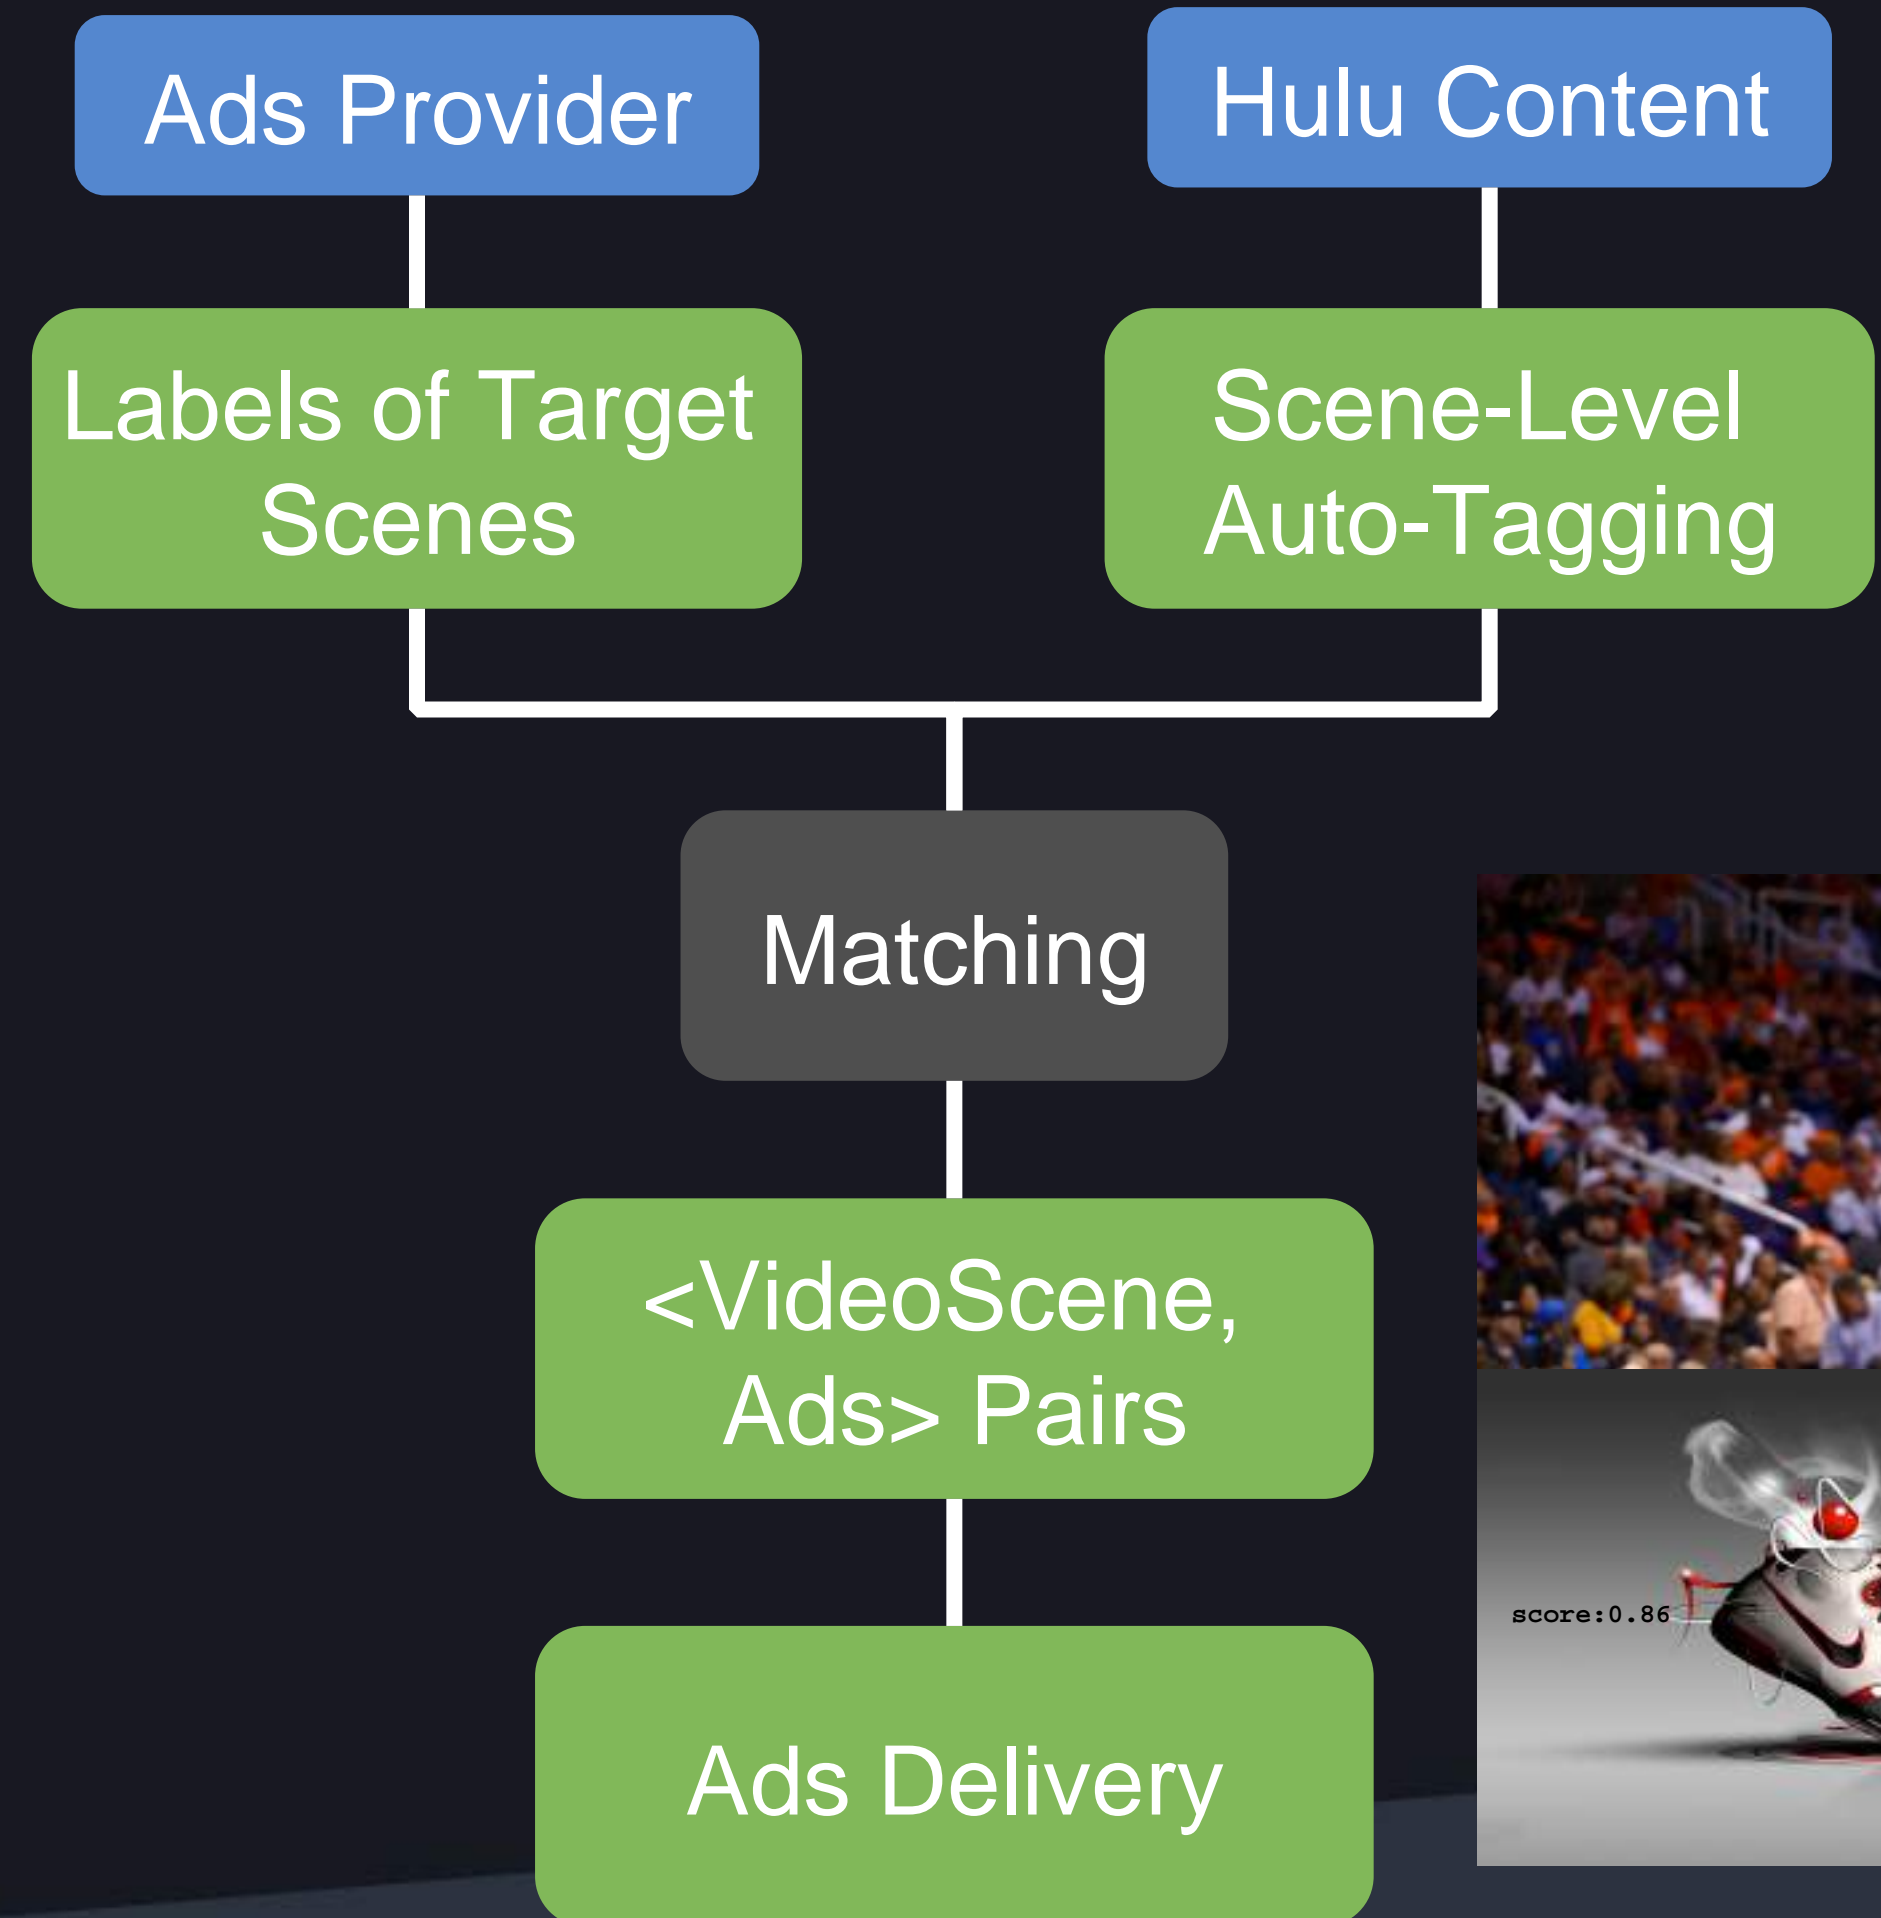 Ads Provider
Hulu Content
Labels of Target
Scenes
Scene-Level
Auto-Tagging
Matching
<VideoScene,
Ads> Pairs
score:0.86
Ads Delivery